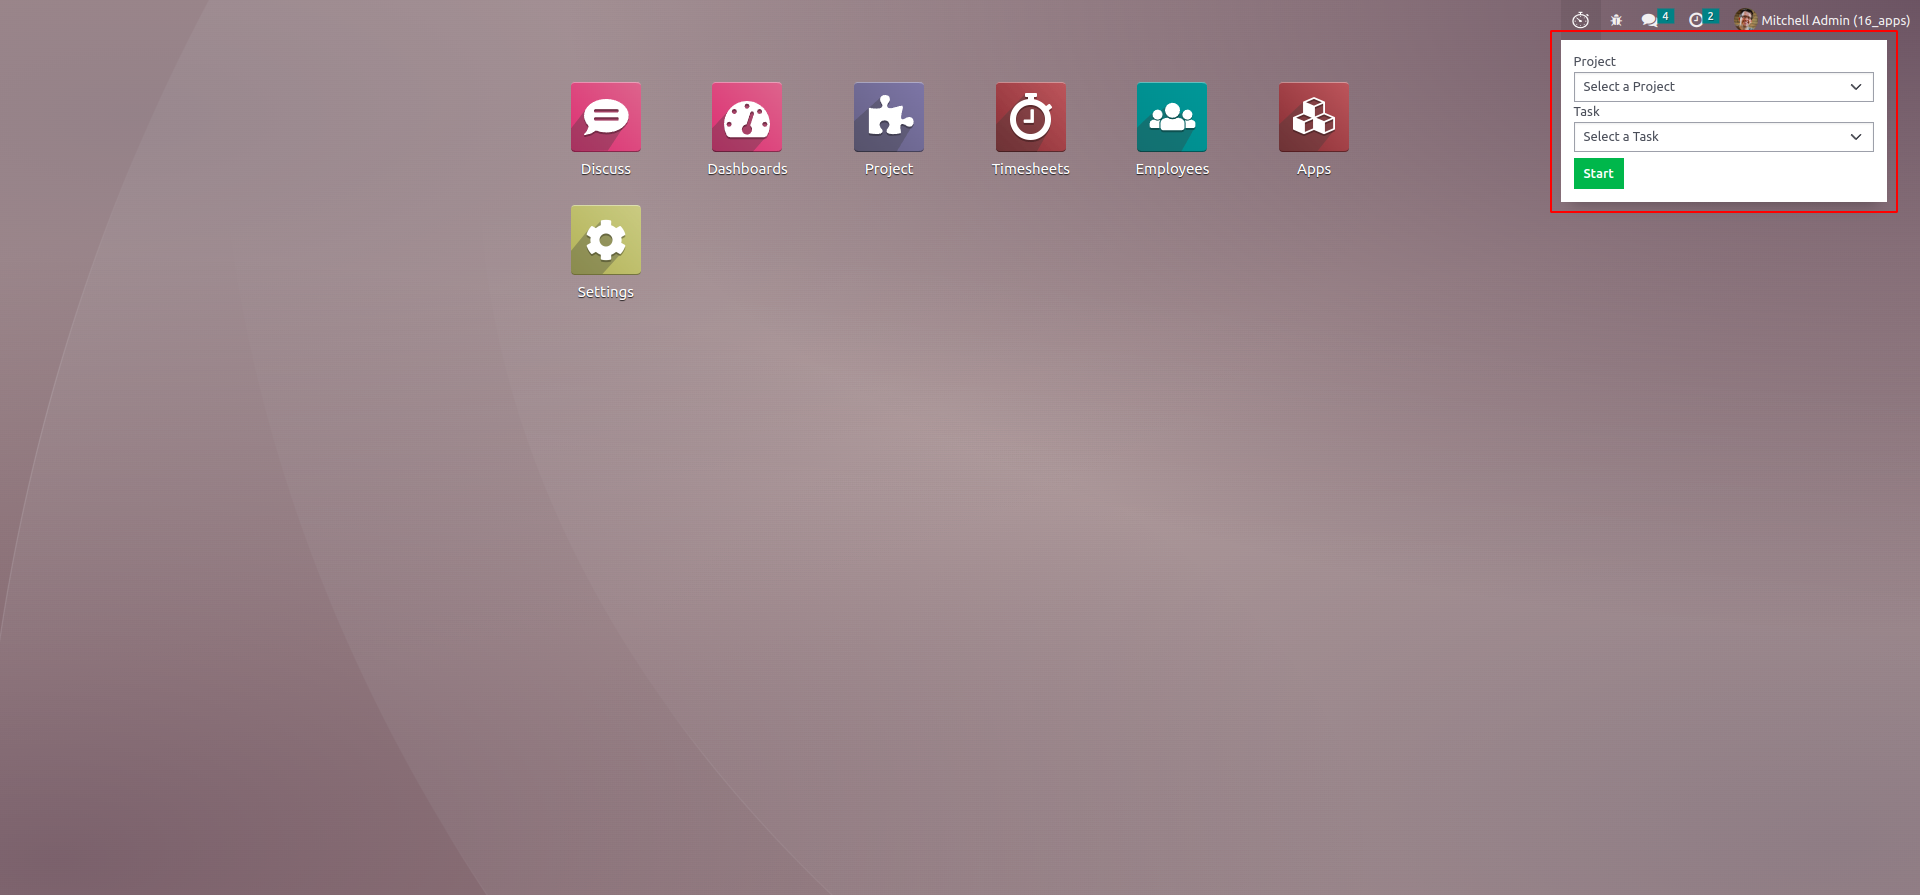 4
2
Mitchell Admin (16_apps)
Project
Select a Project
Task
Select a Task
Start
Discuss
Dashboards
Project
Timesheets
Employees
Apps
Settings